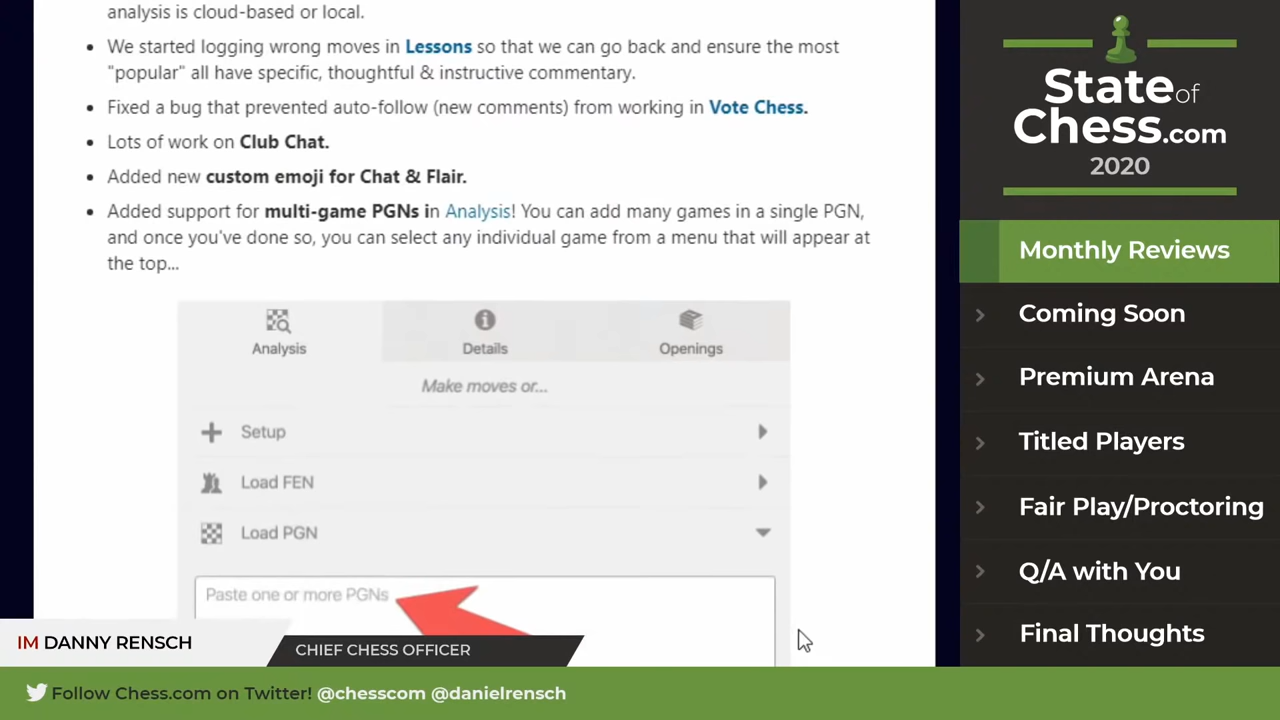 analysis is cloud-based or local.
We started logging wrong moves in Lessons so that we can go back and ensure the most
"popular" all have specific, thoughtful & instructive commentary.
Fixed a bug that prevented auto-follow (new comments) from working in Vote Chess.
Lots of work on Club Chat.
Added new custom emoji for Chat & Flair.
Added support for multi-game PGNs in Analysis! You can add many games in a single PGN,
and once you've done so, you can select any individual game from a menu that will appear at
the top...
Analysis
Details
Openings
Make moves or...
Setup
Load FEN
Load PGN
Paste one or more PGNs
IM DANNY RENSCH
CHIEF CHESS OFFICER
Follow Chess.com on Twitter! @chesscom @danielrensch
State of
Chess.com
2020
Monthly Reviews
Coming Soon
Premium Arena
Titled Players
Fair Play/Proctoring
Q/A with You
Final Thoughts